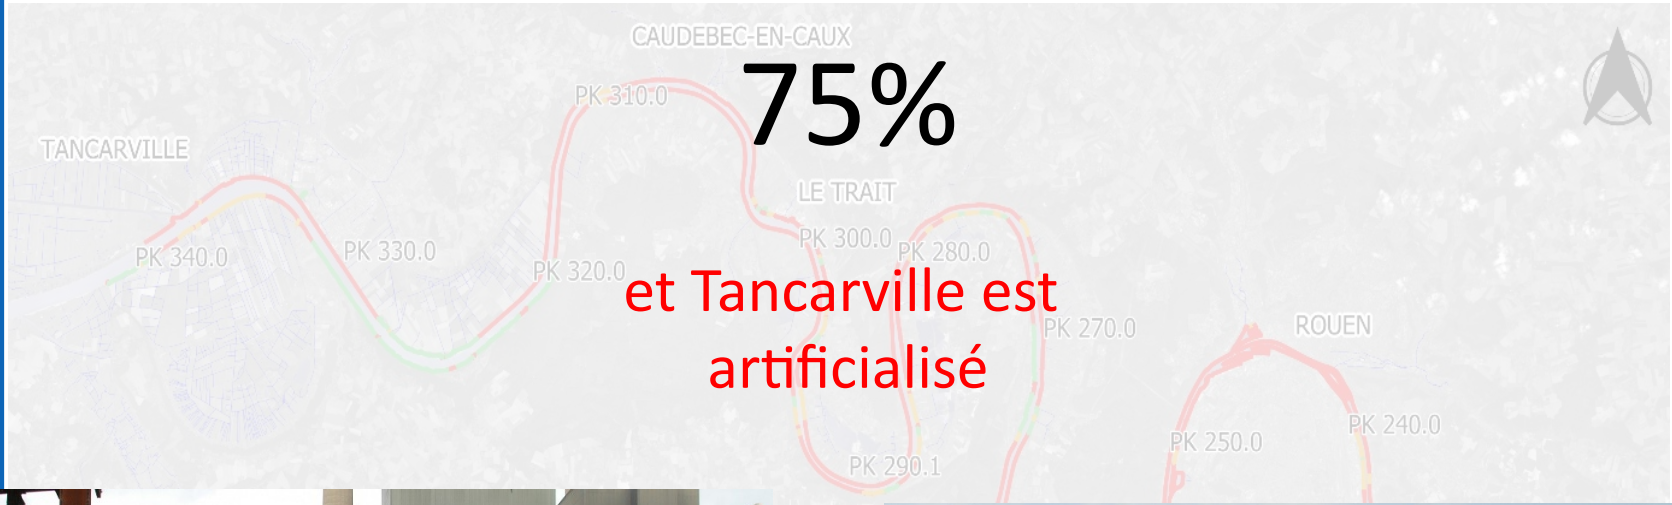 CAUDEBEC-EN-CAUX
75%
PK 310.0
TANCARVILLE
LE TRAIT
PK 300.0
PK 280.0
PK 340.0
PK 330.0
PK 320.0
et Tancarville est
PK 270.0
ROUEN
artificialisé
PK 240.0
PK 250.0
PK 290.1